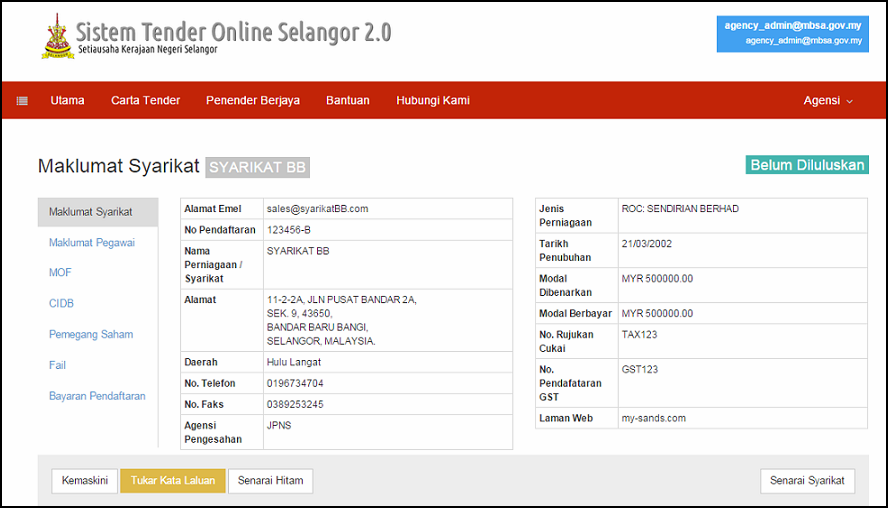 Sistem Tender Online Selangor 2.0
Setiausaha Kerajaan Negeri Selangor
agency_admin@mbsa.gov.my
agency_admin@mbsa.gov.my
Utama Carta Tender Penender Berjaya Bantuan Hubungi Kami Agensi
Maklumat Syarikat SYARIKAT BB
Belum Diluluskan
Maklumat Syarikat
Maklumat Pegawai
MOF
CIDB
Pemegang Saham
Fail
Bayaran Pendaftaran
Alamat Emel sales@syarikatBB.com
No Pendaftaran 123456-B
Nama
Perniagaan /
Syarikat
SYARIKAT BB
Alamat 11-2-2A, JLN PUSAT BANDAR 2A,
SEK. 9, 43650,
BANDAR BARU BANGI,
SELANGOR, MALAYSIA.
Daerah Hulu Langat
No. Telefon 0196734704
No. Faks 0389253245
Agensi
Pengesahan
JPNS
Jenis
Perniagaan
ROC: SENDIRIAN BERHAD
Tarikh
Penubuhan
21/03/2002
Modal
Dibenarkan
MYR 500000.00
Modal Berbayar MYR 500000.00
No. Rujukan
Cukai
TAX123
No.
Pendafataran
GST
GST123
Laman Web my-sands.com
Kemaskini Tukar Kata Laluan Senarai Hitam Senarai Syarikat